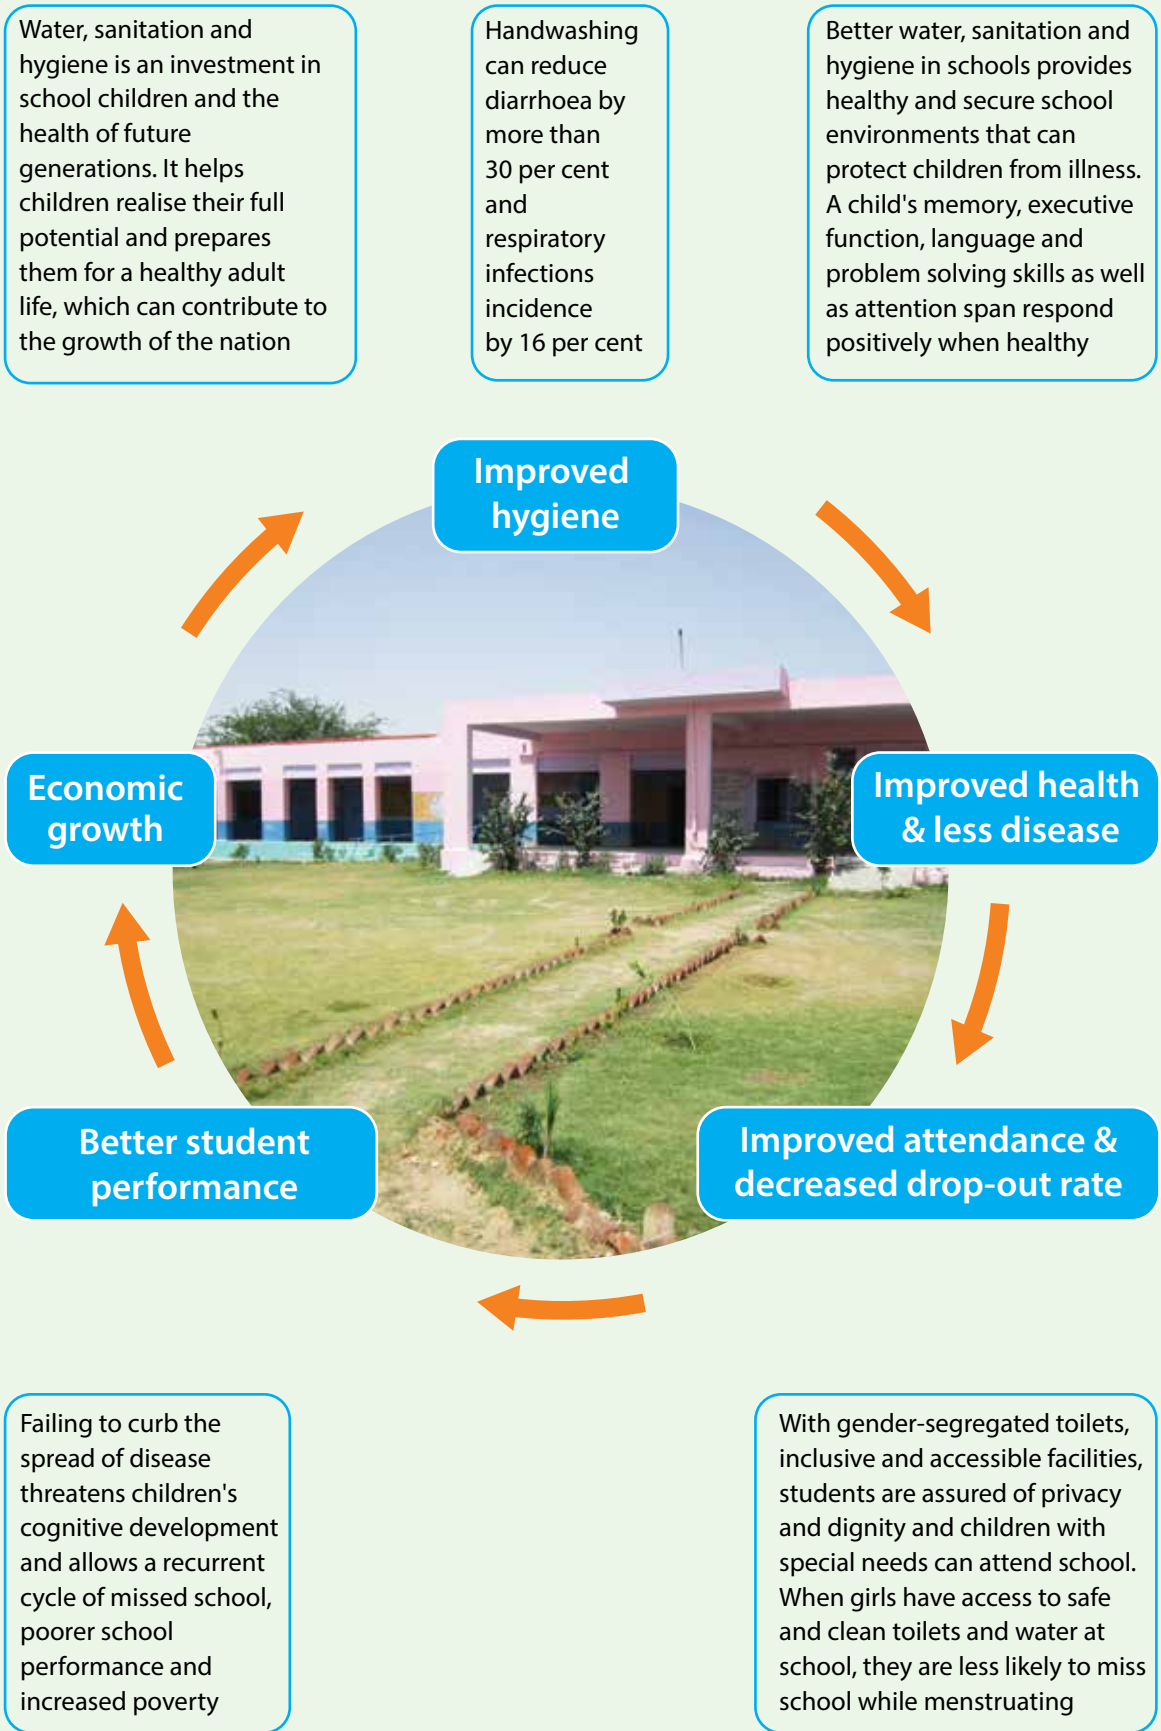 Water, sanitation and
hygiene is an investment in
school children and the
health of future
generations. It helps
children realise their full
potential and prepares
them for a healthy adult
life, which can contribute to
the growth of the nation
Handwashing
can reduce
diarrhoea by
more than
30 per cent
and
respiratory
infections
incidence
by 16 per cent
Better water, sanitation and
hygiene in schools provides
healthy and secure school
environments that can
protect children from illness.
A child's memory, executive
function, language and
problem solving skills as well
as attention span respond
positively when healthy
Improved
hygiene
Economic
growth
Improved health
& less disease
Better student
performance
Improved attendance &
decreased drop-out rate
Failing to curb the
spread of disease
threatens children's
cognitive development
and allows a recurrent
cycle of missed school,
poorer school
performance and
increased poverty
With gender-segregated toilets,
inclusive and accessible facilities,
students are assured of privacy
and dignity and children with
special needs can attend school.
When girls have access to safe
and clean toilets and water at
school, they are less likely to miss
school while menstruating